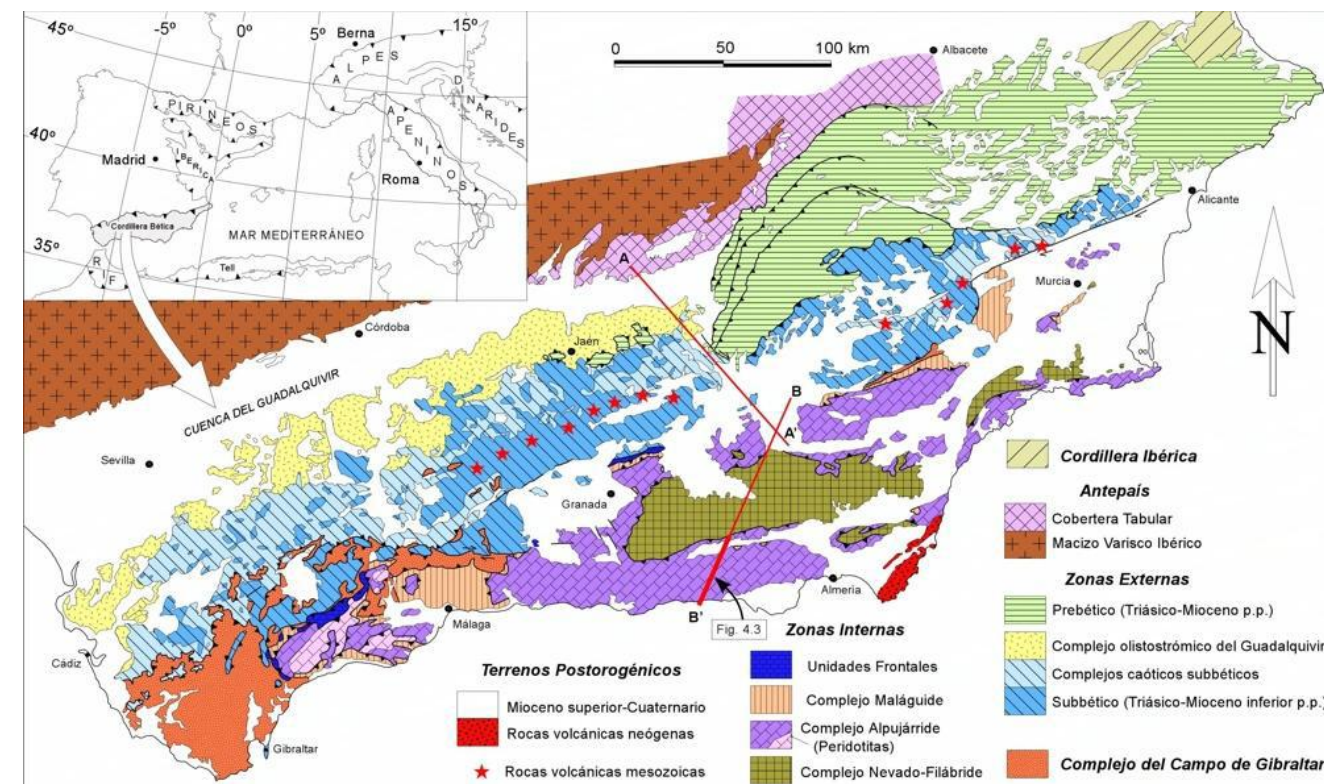 45º
-5º
0º
5º
10º
15º
40º
35º
Berna
ALPES
DINARIDES
PIRINEOS
APENINOS
Madrid
IBERICA
Roma
Cordillera Bética
MAR MEDITERRÁNEO
RIF
Tell
0 50 100 km
Albacete
Alicante
Murcia
N
A
Córdoba
Jaén
CUENCA DEL GUADALQUIVIR
B
A'
Sevilla
Granada
Almería
B'
Fig. 4.3
Málaga
Cádiz
Gibraltar
Terrenos Postorogénicos
Mioceno superior-Cuaternario
Rocas volcánicas neógenas
Rocas volcánicas mesozoicas
Zonas Internas
Unidades Frontales
Complejo Maláguide
Complejo Alpujárride
(Peridotitas)
Complejo Nevado-Filábride
Cordillera Ibérica
Antepaís
Cobertera Tabular
Macizo Varisco Ibérico
Zonas Externas
Prebético (Triásico-Mioceno p.p.)
Complejo olistostrómico del Guadalquivir
Complejos caóticos subbéticos
Subbético (Triásico-Mioceno inferior p.p.)
Complejo del Campo de Gibraltar